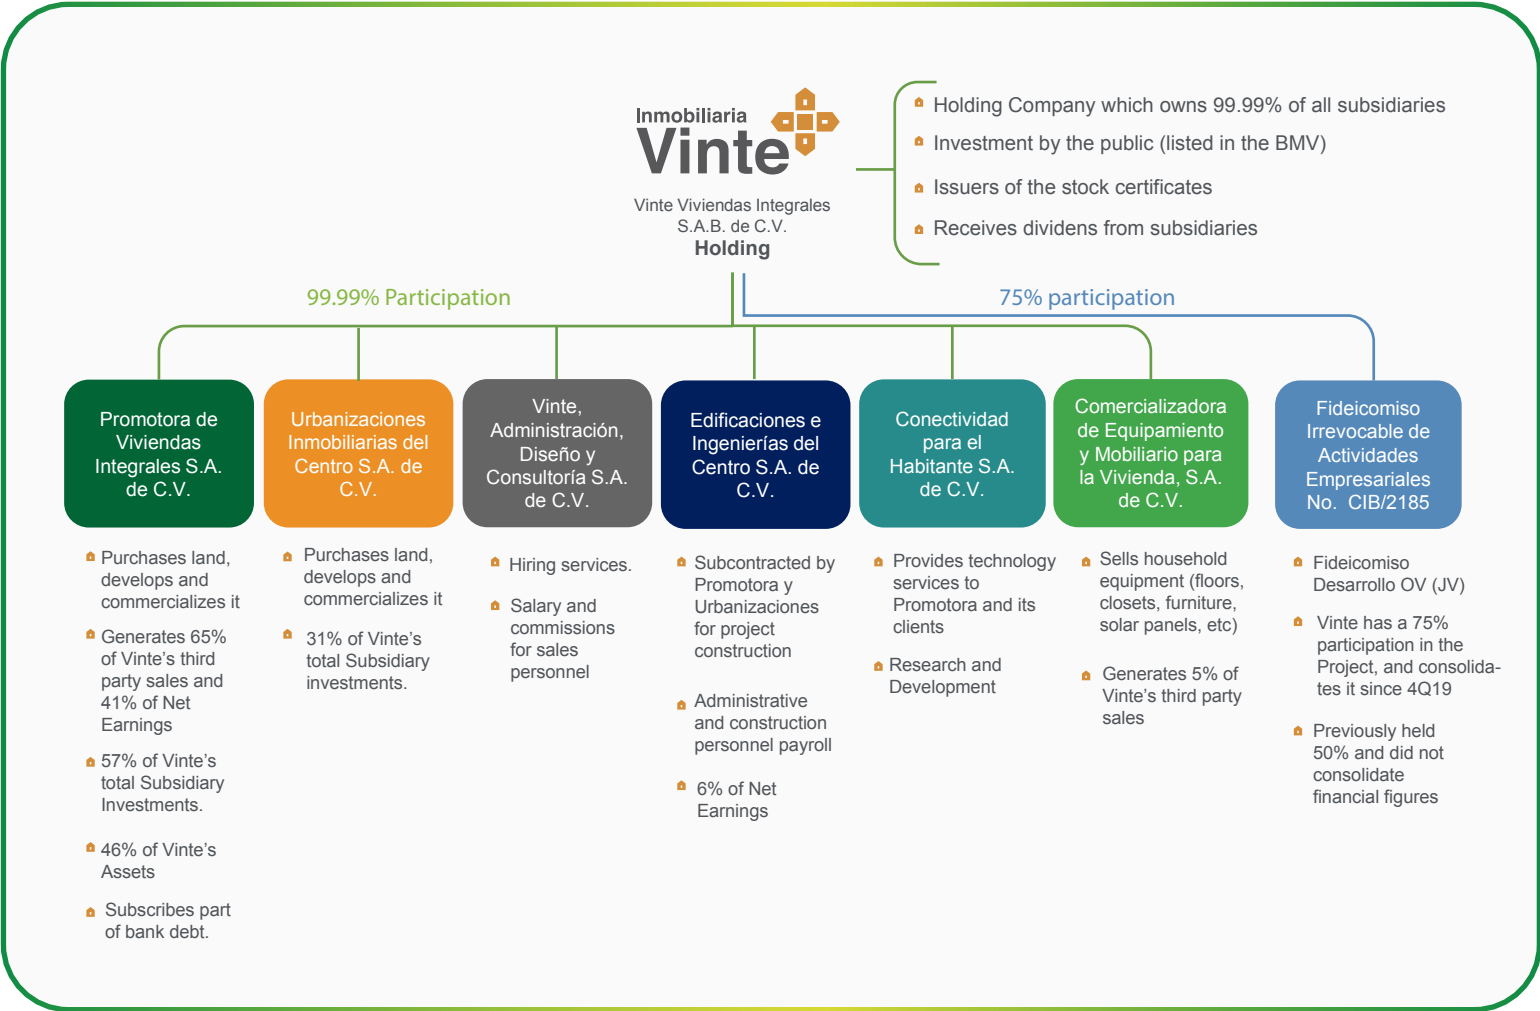 Inmobiliaria
Vinte
Vinte Viviendas Integrales
S.A.B. de C.V.
Holding
Holding Company which owns 99.99% of all subsidiaries
Investment by the public (listed in the BMV)
Issuers of the stock certificates
Receives dividens from subsidiaries
99.99% Participation
75% participation
Promotora de
Viviendas
Integrales S.A.
de C.V.
Purchases land,
develops and
commercializes it
Generates 65%
of Vinte’s third
party sales and
41% of Net
Earnings
57% of Vinte’s
total Subsidiary
Investments.
46% of Vinte’s
Assets
Subscribes part
of bank debt.
Urbanizaciones
Inmobiliarias del
Centro S.A. de
C.V.
Purchases land,
develops and
commercializes it
31% of Vinte’s
total Subsidiary
investments.
Vinte,
Administración,
Diseño y
Consultoría S.A.
de C.V.
Hiring services.
Salary and
commissions
for sales
personnel
Edificaciones e
Ingenierías del
Centro S.A. de
C.V.
Subcontracted by
Promotora y
Urbanizaciones
for project
construction
Administrative
and construction
personnel payroll
6% of Net
Earnings
Conectividad
para el
Habitante S.A.
de C.V.
Provides technology
services to
Promotora and its
clients
Research and
Development
Comercializadora
de Equipamiento
y Mobiliario para
la Vivienda, S.A.
de C.V.
Sells household
equipment (floors,
closets, furniture,
solar panels, etc)
Generates 5% of
Vinte’s third party
sales
Fideicomiso
Irrevocable de
Actividades
Empresariales
No. CIB/2185
Fideicomiso
Desarrollo OV (JV)
Vinte has a 75%
participation in the
Project, and consolida-
tes it since 4Q19
Previously held
50% and did not
consolidate
financial figures